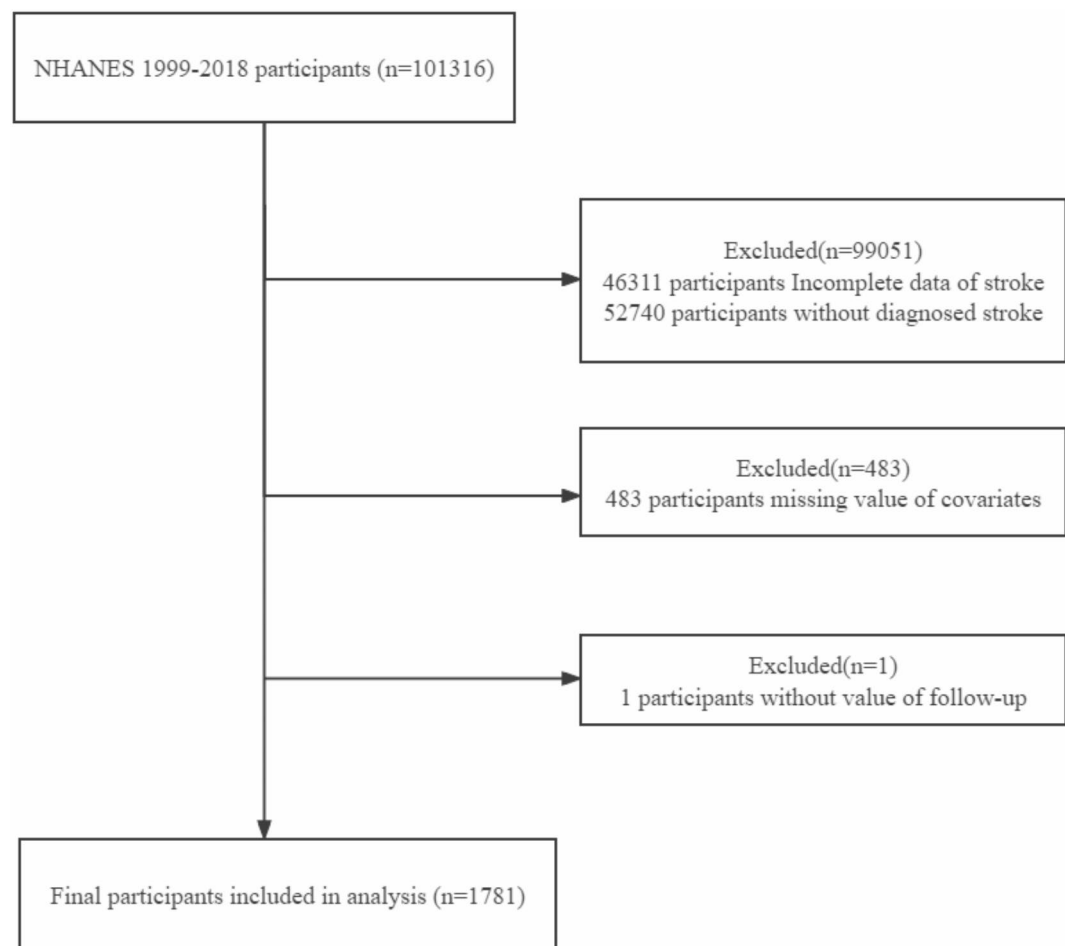 NHANES 1999-2018 participants (n=101316)
Excluded(n=99051)
46311 participants Incomplete data of stroke
52740 participants without diagnosed stroke
Excluded(n=483)
483 participants missing value of covariates
Excluded(n=1)
1 participants without value of follow-up
Final participants included in analysis (n=1781)